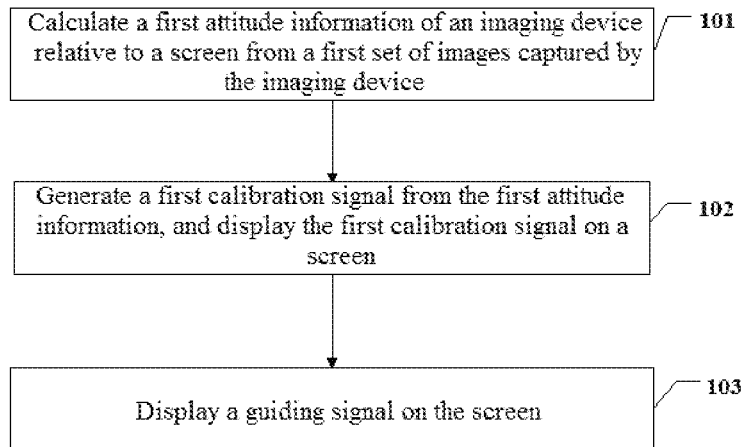 Calculate a first attitude information of an imaging device
relative to a screen from a first set of images captured by
the imaging device
101
Generate a first calibration signal from the first attitude
information, and display the first calibration signal on a
screen
102
Display a guiding signal on the screen
103